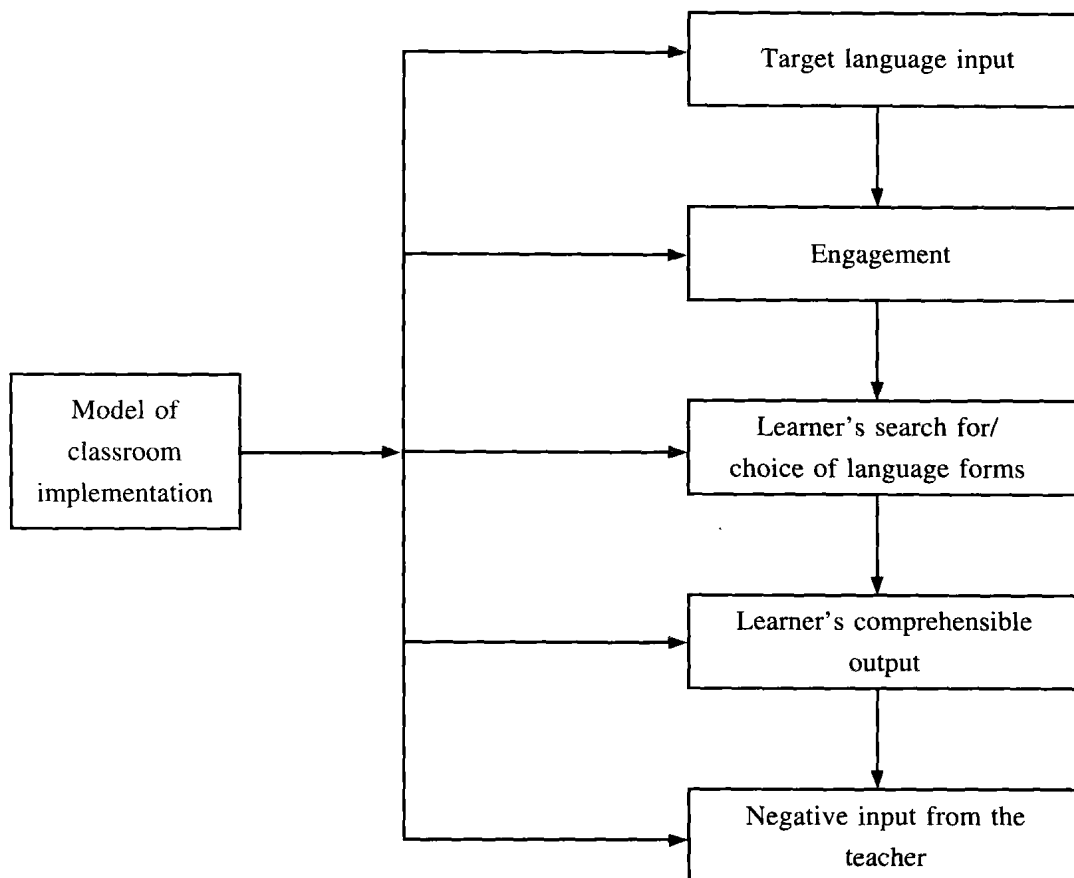 Target language input
Engagement
Model of
classroom
implementation
Learner's search for/
choice of language forms
Learner's comprehensible
output
Negative input from the
teacher